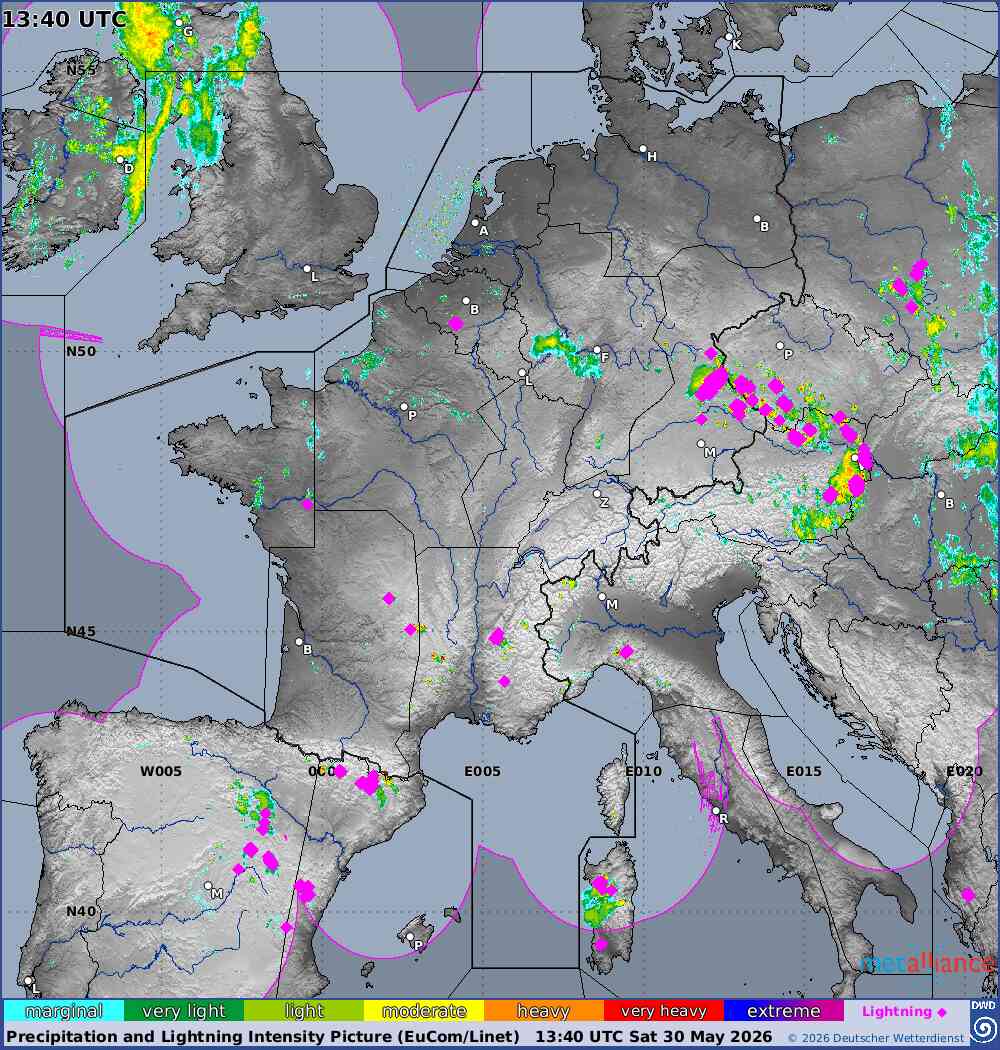 13:40 UTC
G
K
N55
H
D
B
A
L
B
N50
F
P
L
P
M
Z
B
M
N45
B
W005
000
E005
E010
E015
E020
R
M
N40
P
L
metalliance
marginal very light light moderate heavy very heavy extreme Lightning
DWD
Precipitation and Lightning Intensity Picture (EuCom/Linet) 13:40 UTC Sat 30 May 2026 © 2026 Deutscher Wetterdienst